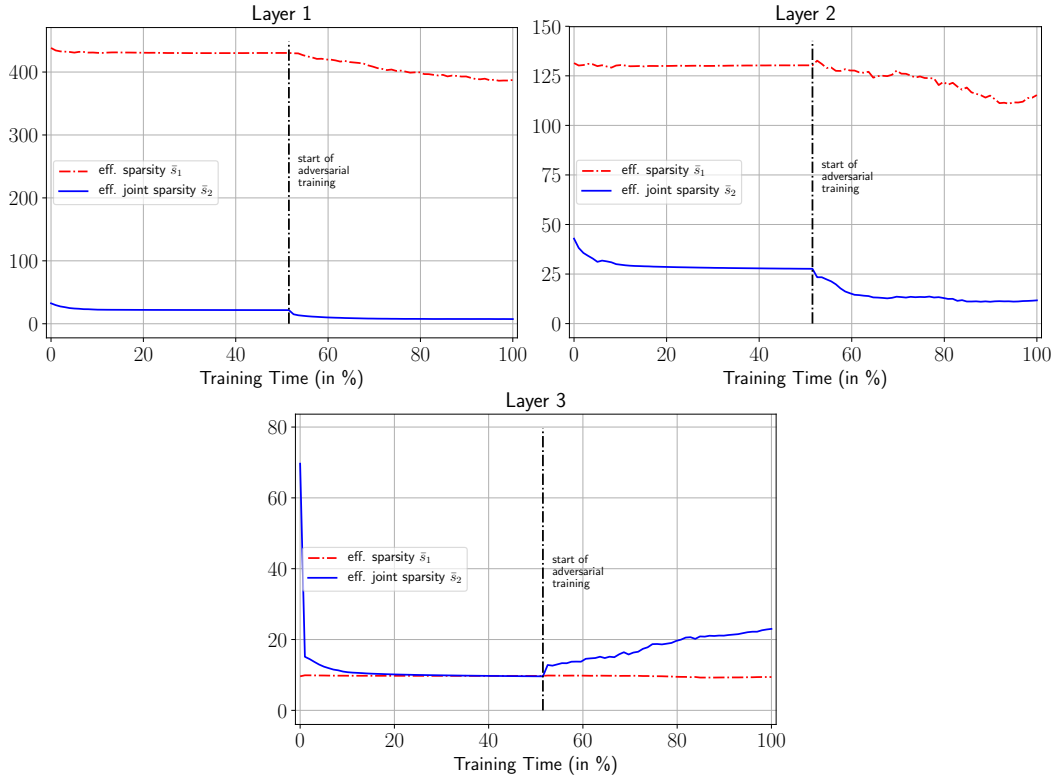 Layer 1
400
300
200
100
0
eff. sparsity s̄₁
eff. joint sparsity s̄₂
start of
adversarial
training
0 20 40 60 80 100
Training Time (in %)
Layer 2
150
125
100
75
50
25
0
eff. sparsity s̄₁
eff. joint sparsity s̄₂
start of
adversarial
training
0 20 40 60 80 100
Training Time (in %)
Layer 3
80
60
40
20
0
eff. sparsity s̄₁
eff. joint sparsity s̄₂
start of
adversarial
training
0 20 40 60 80 100
Training Time (in %)